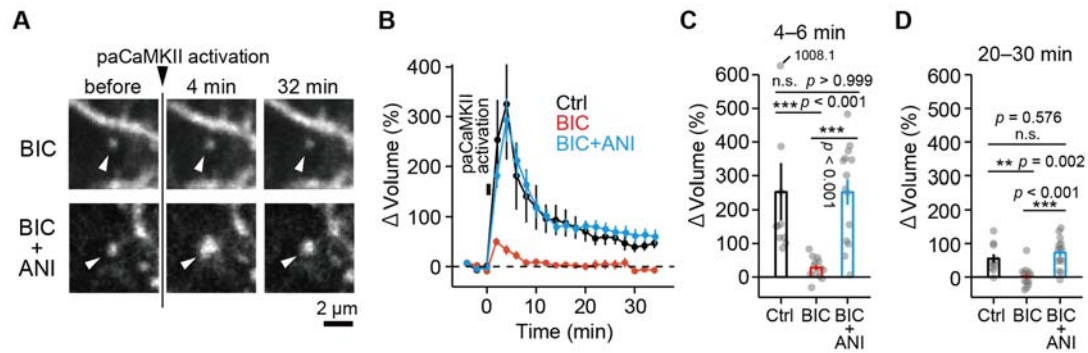 A
paCaMKII activation
before
4 min
32 min
BIC
BIC
+
ANI
2 µm
B
Δ Volume (%)
400
300
200
100
0
paCaMKII
activation
Ctrl
BIC
BIC+ANI
0
10
20
30
Time (min)
C
4–6 min
1008.1
Δ Volume (%)
600
500
400
300
200
100
0
n.s. p > 0.999
*** p < 0.001
***
p < 0.001
Ctrl
BIC
BIC
+
ANI
D
20–30 min
Δ Volume (%)
600
500
400
300
200
100
0
p = 0.576
n.s.
** p = 0.002
p < 0.001
***
Ctrl
BIC
BIC
+
ANI